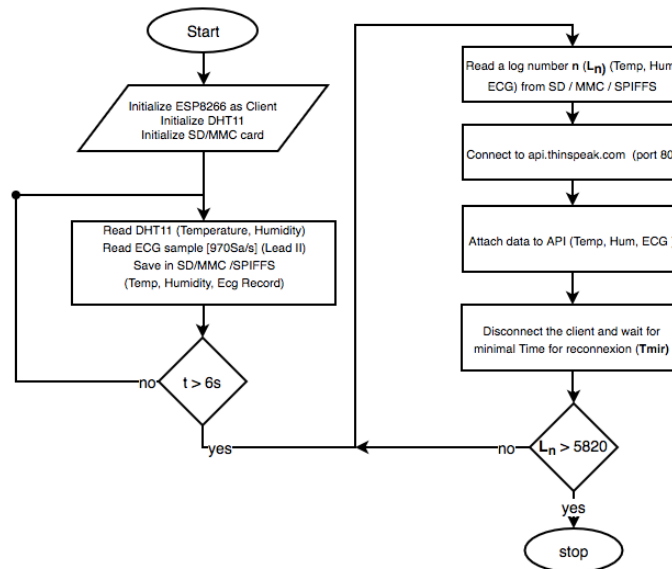 Start
Initialize ESP8266 as Client
Initialize DHT11
Initialize SD/MMC card
Read DHT11 (Temperature, Humidity)
Read ECG sample [970Sa/s] (Lead II)
Save in SD/MMC /SPIFFS
(Temp, Humidity, Ecg Record)
t > 6s
no
yes
Read a log number n (Ln) (Temp, Hum
ECG) from SD / MMC / SPIFFS
Connect to api.thinspeak.com (port 80
Attach data to API (Temp, Hum, ECG )
Disconnect the client and wait for
minimal Time for reconnexion (Tmir)
Ln > 5820
no
yes
stop